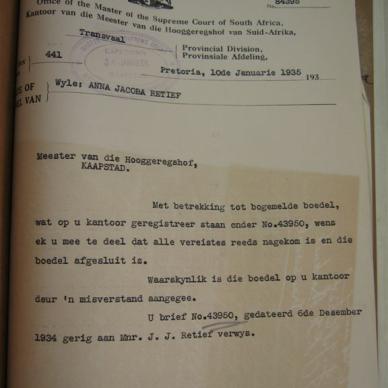 Office of the Master of the Supreme Court of South Africa,
84395
Kantoor van die Meester van die Hooggeregshof van Suid-Afrika,
Transvaal
Provincial Division,
Provinsiale Afdeling,
441
Pretoria, 10de Januarie 1935
193
OF
EL VAN
Wyle: ANNA JACOBA RETIEF
Meester van die Hooggeregshof,
KAAPSTAD.
Met betrekking tot bogemelde boedel,
wat op u kantoor geregistreer staan onder No.43950, wens
ek u mee te deel dat alle vereistes reeds nagekom is en die
boedel afgesluit is.
Waarskynlik is die boedel op u kantoor
deur 'n misverstand aangegee.
U brief No.43950, gedateerd 6de Desember
1934 gerig aan Mnr. J. J. Retief verwys.